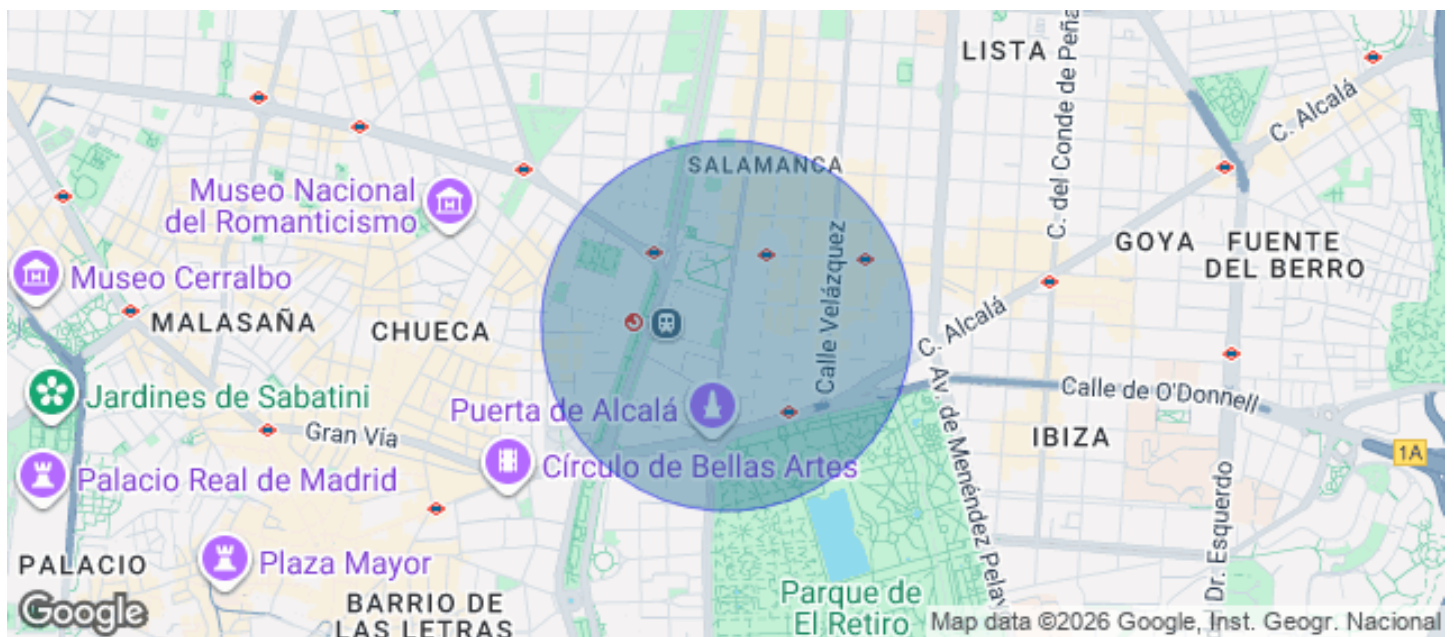 LISTA
C. del Conde de Peña
C. Alcalá
SALAMANCA
Museo Nacional
del Romanticismo
Calle Velázquez
GOYA
FUENTE
DEL BERRO
Museo Cerralbo
MALASAÑA
CHUECA
C. Alcalá
Jardines de Sabatini
Puerta de Alcalá
Calle de O'Donnell
Av. de Menéndez Pelay
Gran Vía
IBIZA
Círculo de Bellas Artes
1A
Palacio Real de Madrid
Dr. Esquerdo
PALACIO
Plaza Mayor
BARRIO DE
LAS LETRAS
Parque de
El Retiro
Google
Map data ©2026 Google, Inst. Geogr. Nacional